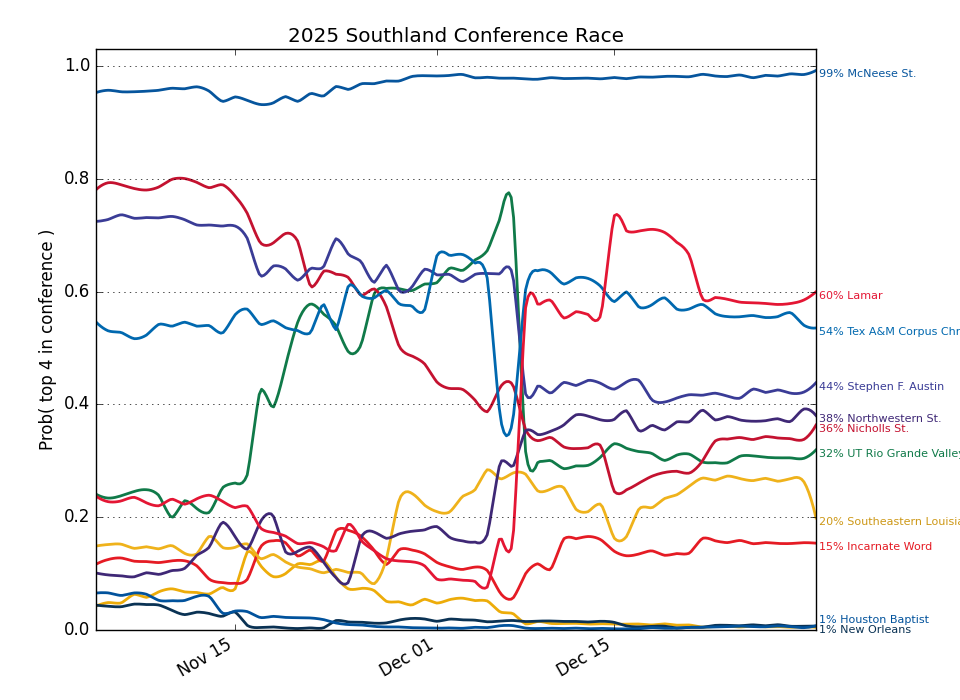 2025 Southland Conference Race
Prob( top 4 in conference )
1.0
0.8
0.6
0.4
0.2
0.0
Nov 15
Dec 01
Dec 15
99% McNeese St.
60% Lamar
54% Tex A&M Corpus Chr
44% Stephen F. Austin
38% Northwestern St.
36% Nicholls St.
32% UT Rio Grande Valley
20% Southeastern Louisia
15% Incarnate Word
1% Houston Baptist
1% New Orleans